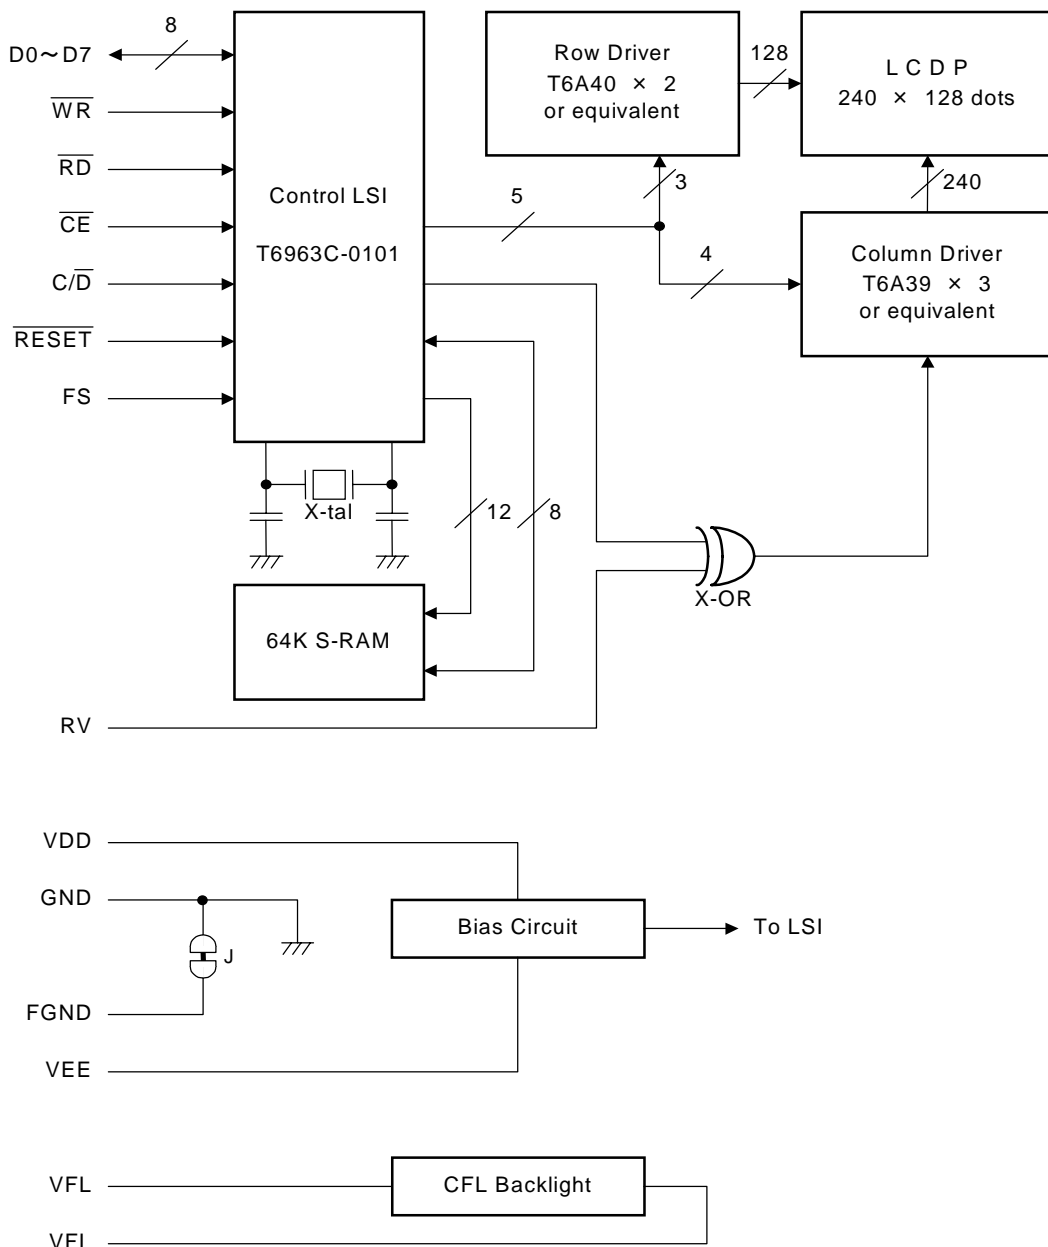 8
D0～D7
WR
RD
CE
C/D
RESET
FS
Control LSI
T6963C-0101
Row Driver
T6A40 × 2
or equivalent
128
L C D P
240 × 128 dots
5
3
240
4
Column Driver
T6A39 × 3
or equivalent
X-tal
12
8
X-OR
64K S-RAM
RV
VDD
GND
J
FGND
VEE
Bias Circuit
To LSI
VFL
CFL Backlight
VFL